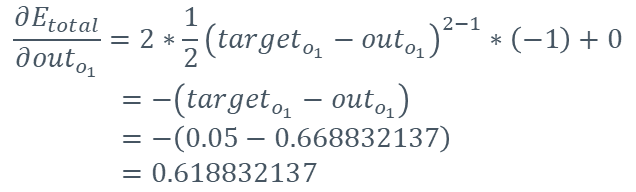 ∂E_total/∂out_o₁ = 2 * 1/2 (target_o₁ − out_o₁)^2−1 * (−1) + 0
= −(target_o₁ − out_o₁)
= −(0.05 − 0.668832137)
= 0.618832137